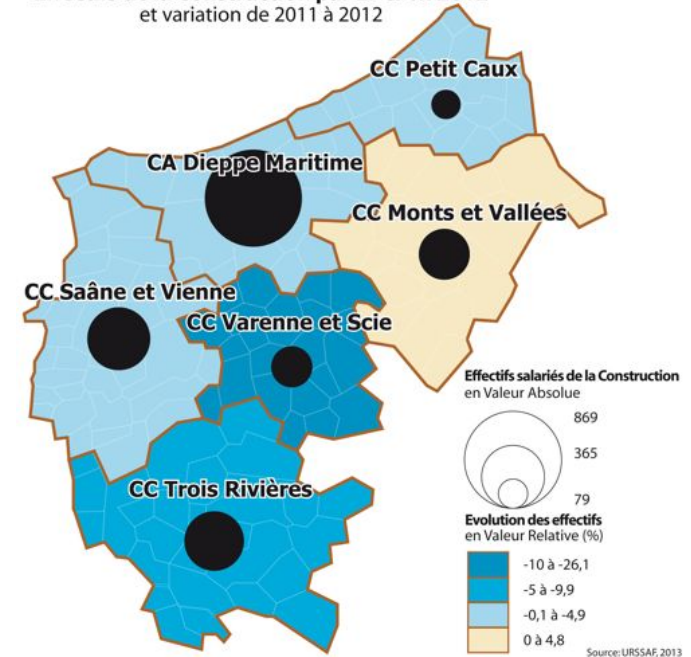 et variation de 2011 à 2012
CC Petit Caux
CA Dieppe Maritime
CC Monts et Vallées
CC Saâne et Vienne
CC Varenne et Scie
CC Trois Rivières
Effectifs salariés de la Construction
en Valeur Absolue
869
365
79
Evolution des effectifs
en Valeur Relative (%)
-10 à -26,1
-5 à -9,9
-0,1 à -4,9
0 à 4,8
Source: URSSAF, 2013